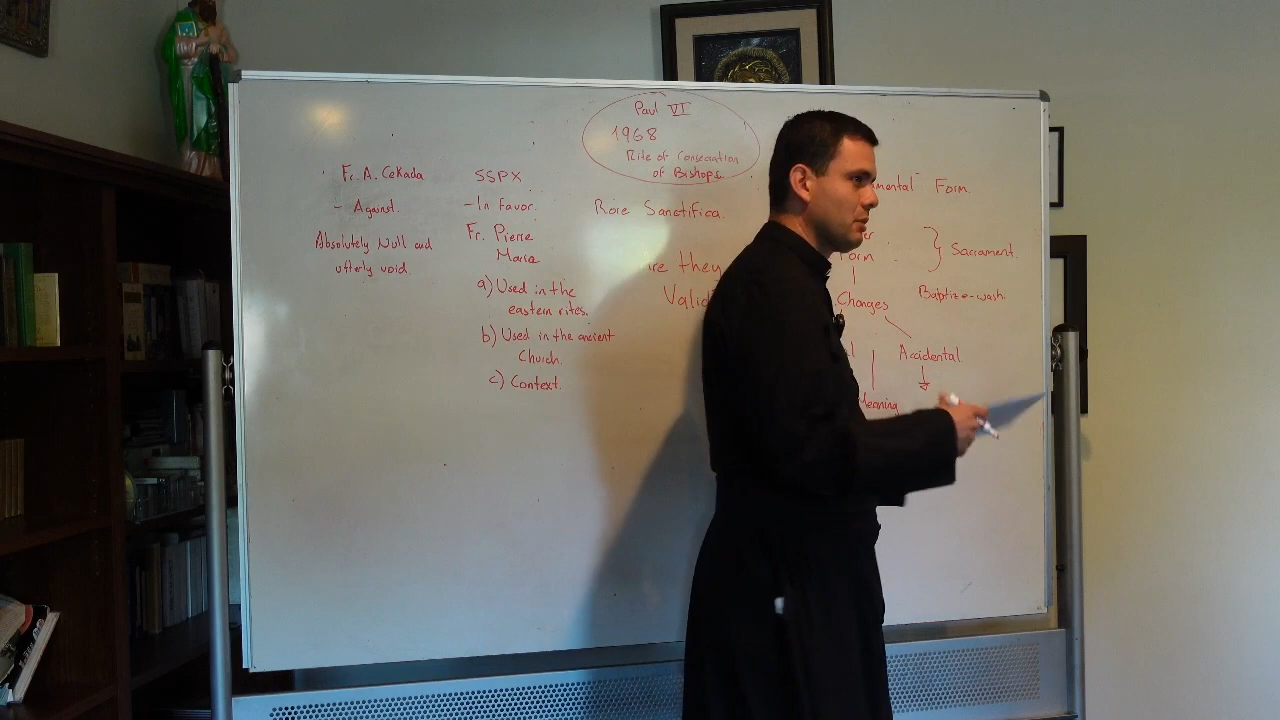 Paul VI
1968
Rite of Consecration
of Bishops
Fr. A. Cekada
- Against.
Absolutely Null and
utterly void.
SSPX
- In Favor.
Fr. Pierre
Marie
a) Used in the
eastern rites.
b) Used in the ancient
Church.
c) Context.
Rore Sanctifica.
they
Form
Sacrament.
Changes
Baptize-wash.
Accidental